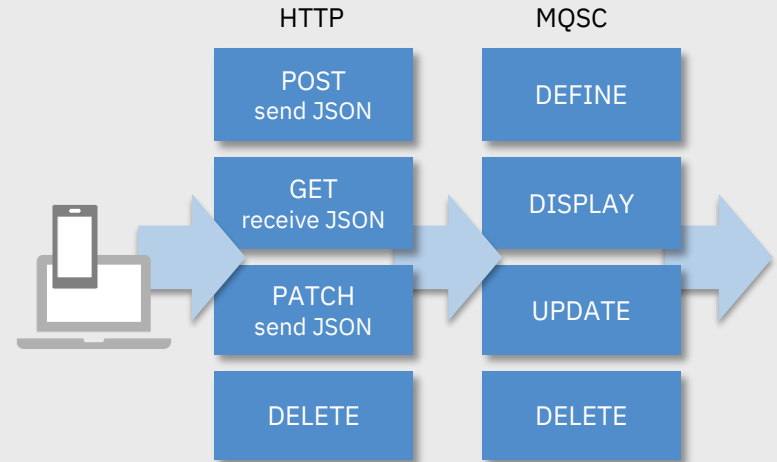 HTTP
MQSC
POST
send JSON
DEFINE
GET
receive JSON
DISPLAY
PATCH
send JSON
UPDATE
DELETE
DELETE